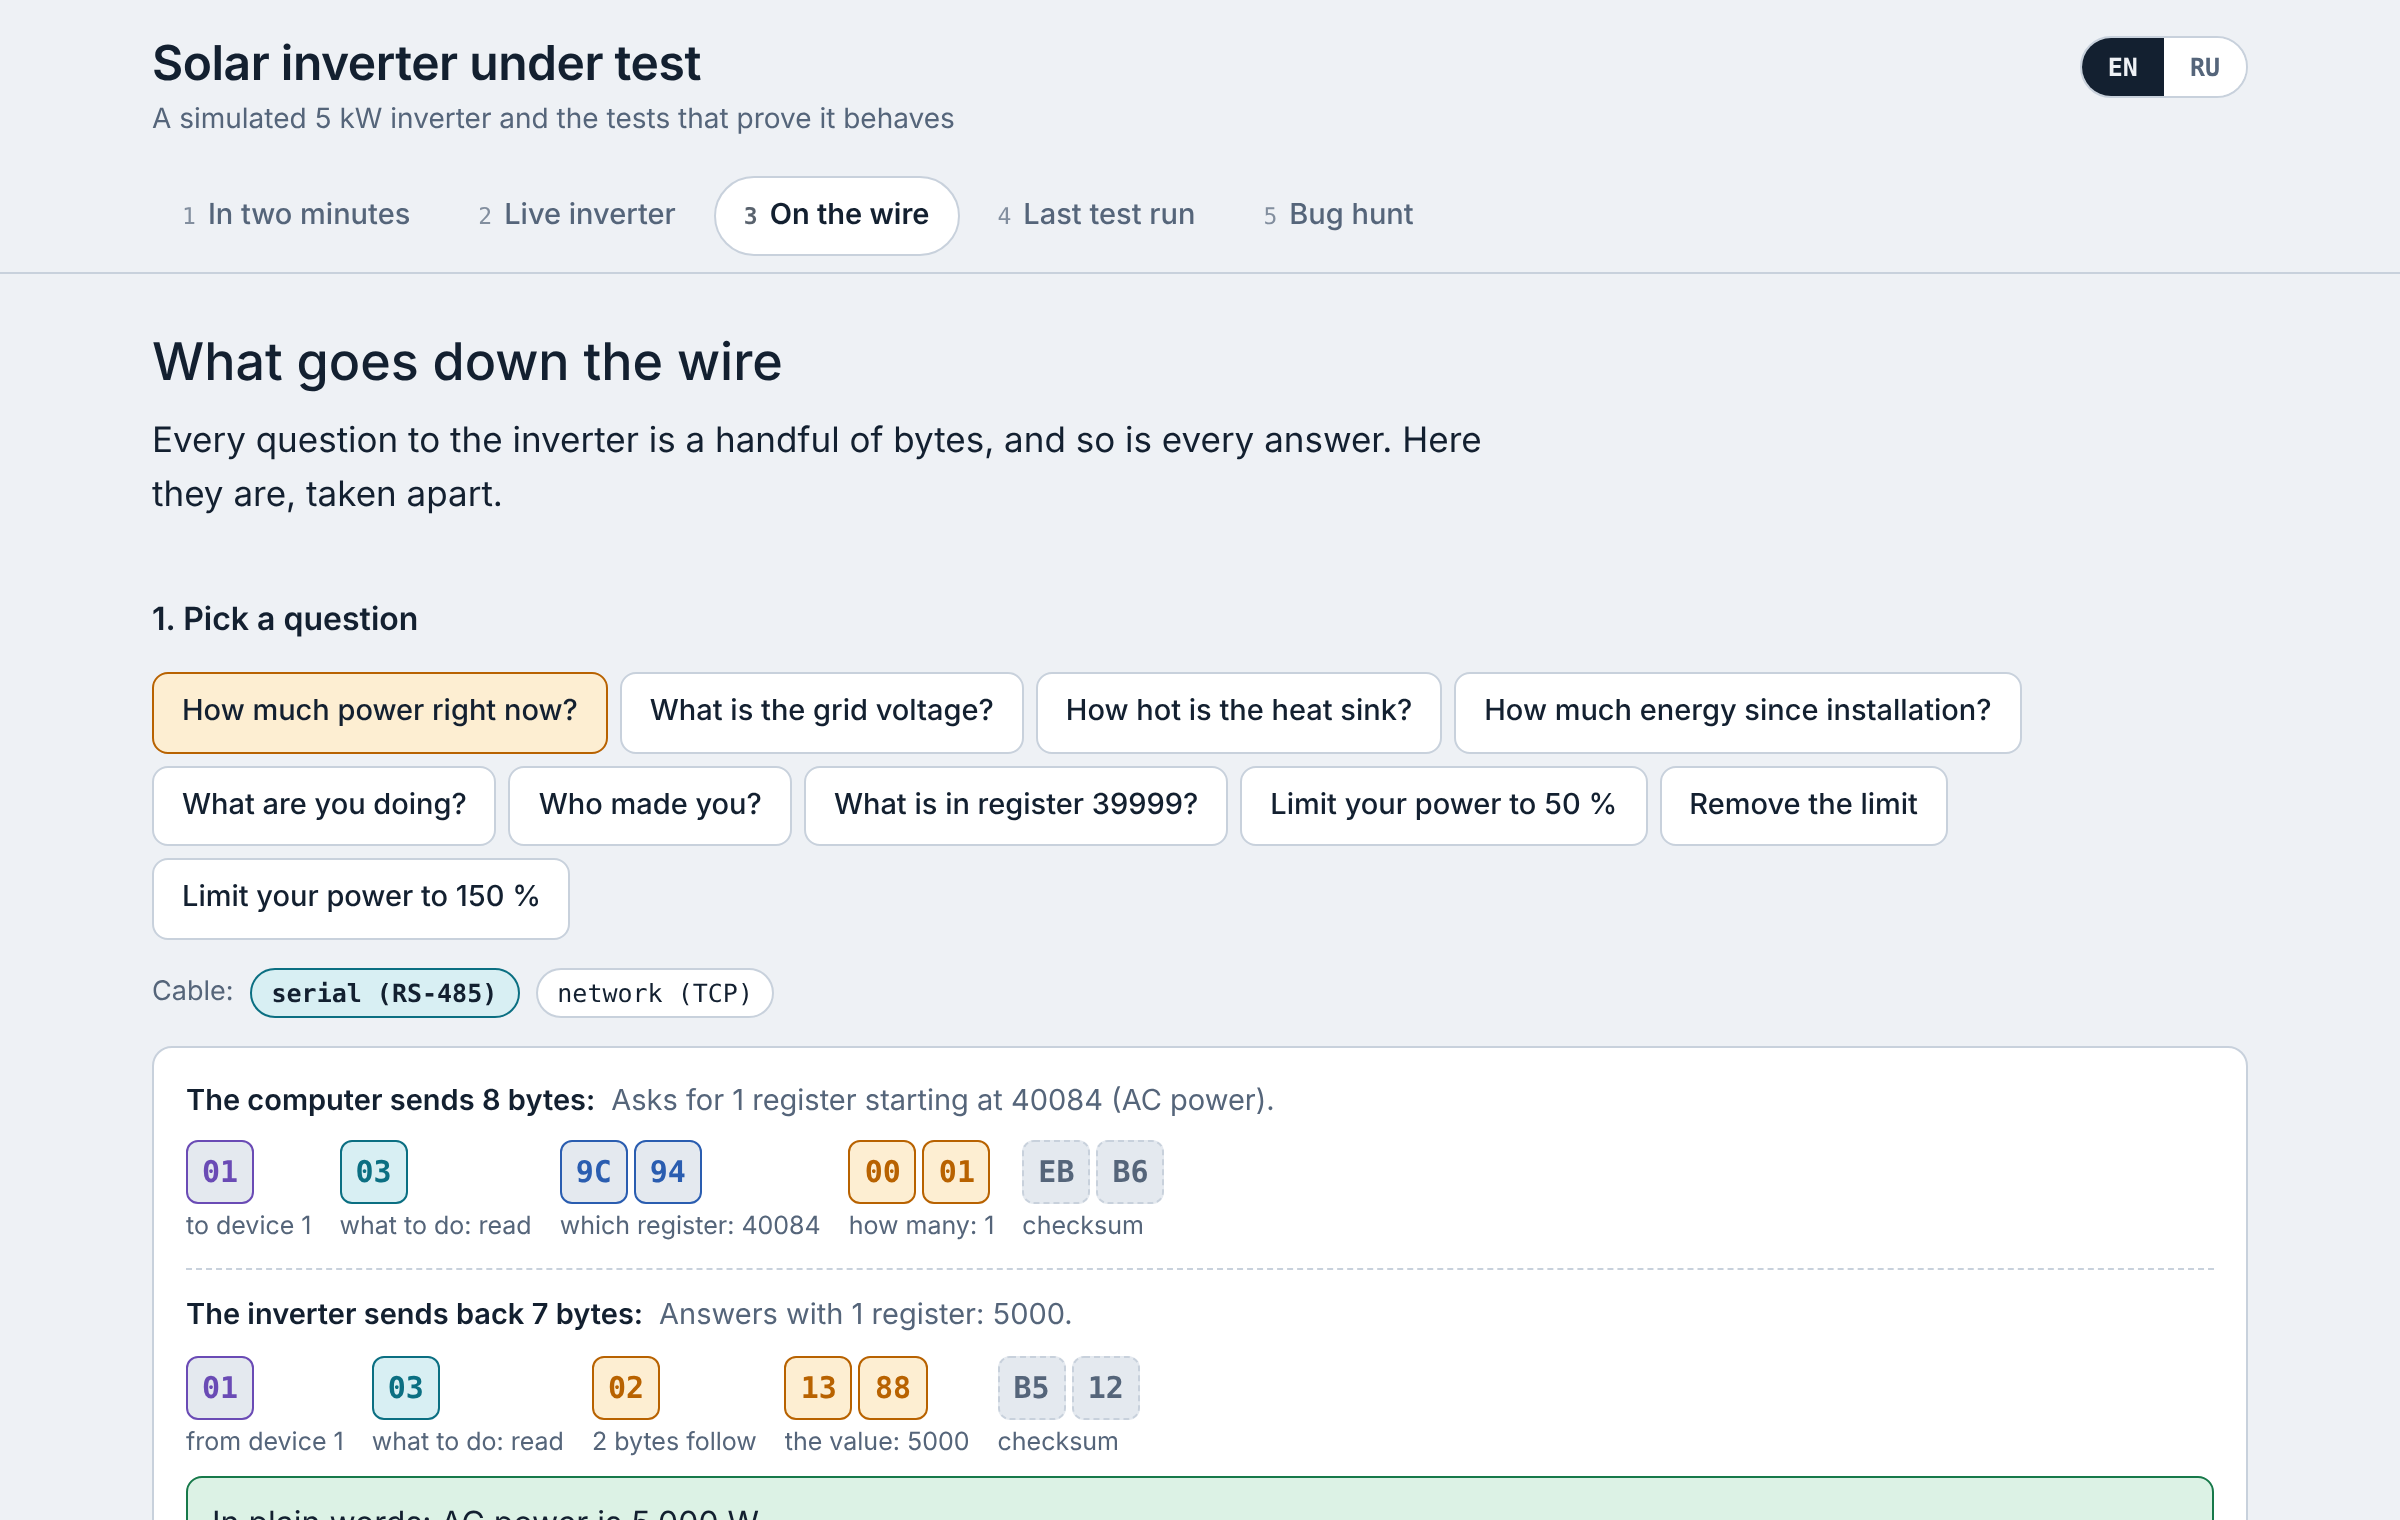 Solar inverter under test
EN RU
A simulated 5 kW inverter and the tests that prove it behaves
1 In two minutes 2 Live inverter 3 On the wire 4 Last test run 5 Bug hunt
What goes down the wire
Every question to the inverter is a handful of bytes, and so is every answer. Here
they are, taken apart.
1. Pick a question
How much power right now? What is the grid voltage? How hot is the heat sink? How much energy since installation?
What are you doing? Who made you? What is in register 39999? Limit your power to 50 % Remove the limit
Limit your power to 150 %
Cable: serial (RS-485) network (TCP)
The computer sends 8 bytes: Asks for 1 register starting at 40084 (AC power).
01 03 9C 94 00 01 EB B6
to device 1 what to do: read which register: 40084 how many: 1 checksum
The inverter sends back 7 bytes: Answers with 1 register: 5000.
01 03 02 13 88 B5 12
from device 1 what to do: read 2 bytes follow the value: 5000 checksum
In plain words: AC power is 5 000 W